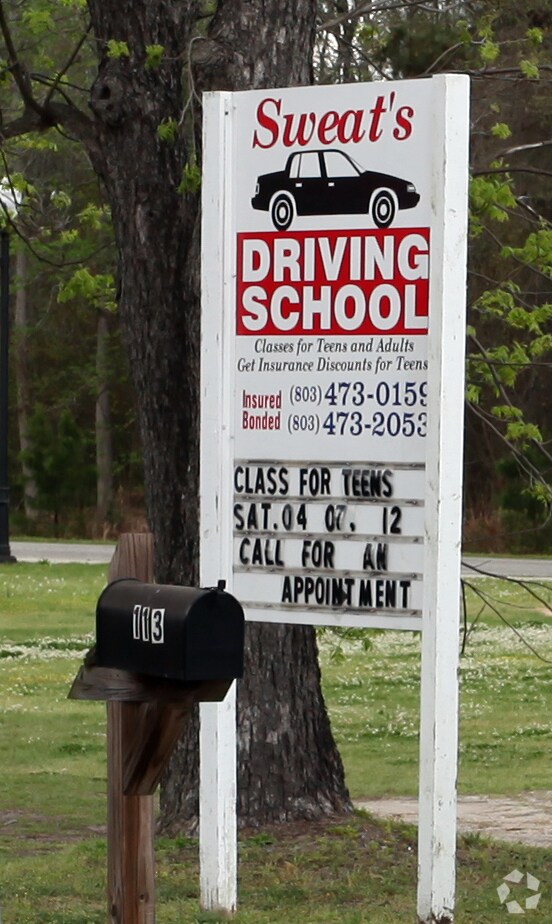 Sweat's
DRIVING
SCHOOL
Classes for Teens and Adults
Get Insurance Discounts for Teens
Insured (803) 473-0159
Bonded (803) 473-2053
CLASS FOR TEENS
SAT. 04 07, 12
CALL FOR AN
APPOINTMENT
113